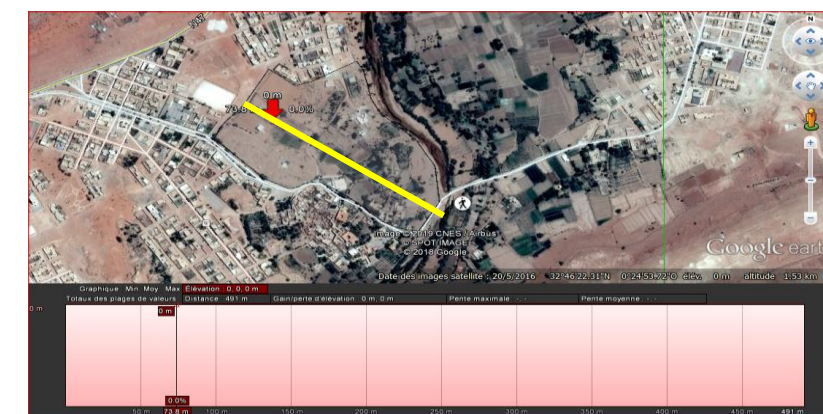 N
0 m
73.8 0.0%
Image © 2019 CNES / Airbus
© SPOT IMAGE
© 2018 Google
Google eart
Date des images satellite : 20/5/2016 32°46'22.31"N 0°24'53.72"O élév. 0 m altitude 1.53 km
Graphique Min Moy Max Elévation 0, 0, 0 m
Totaux des plages de valeurs Distance 491 m Gain/perte d'élévation 0 m, 0 m Pente maximale -, - Pente moyenne -, -
0 m
0 m
0.0%
50 m 73.8 m 100 m 150 m 200 m 250 m 300 m 350 m 400 m 450 m 491 m